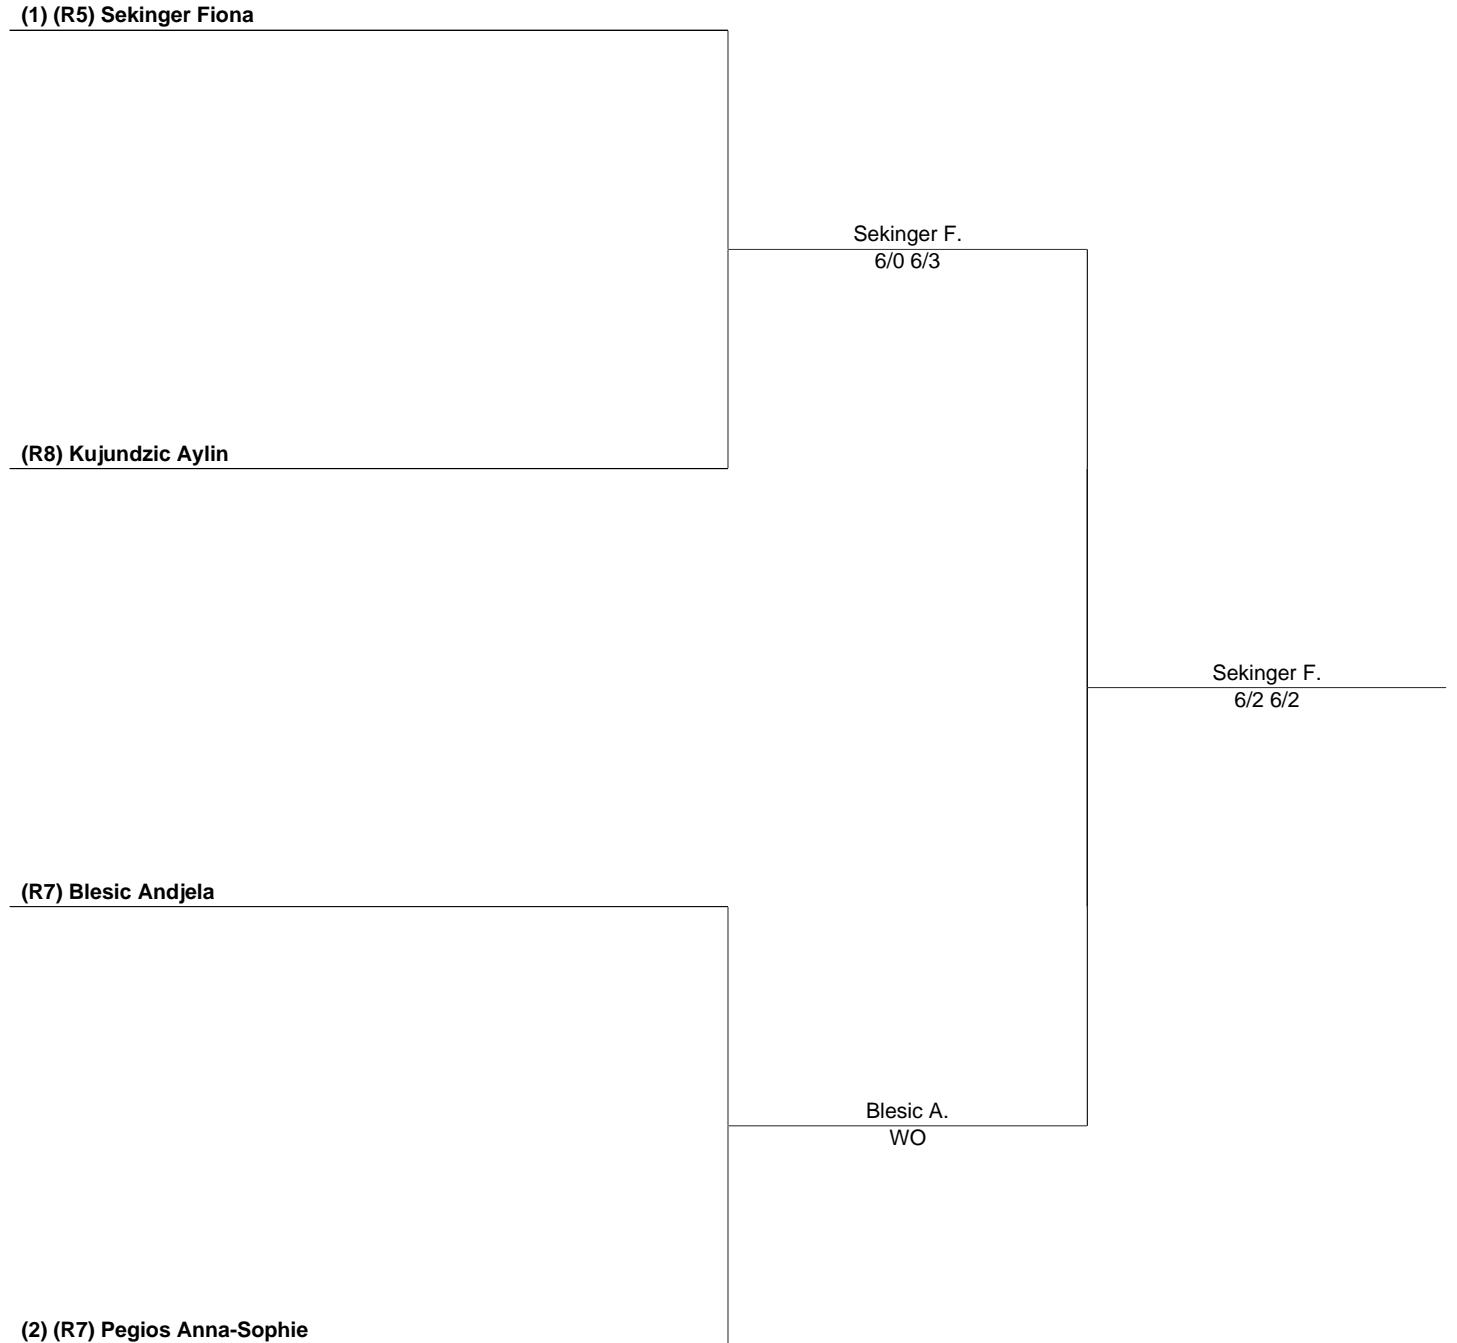 (1) (R5) Sekinger Fiona
Sekinger F.
6/0 6/3
(R8) Kujundzic Aylin
Sekinger F.
6/2 6/2
(R7) Blesic Andjela
Blesic A.
WO
(2) (R7) Pegios Anna-Sophie